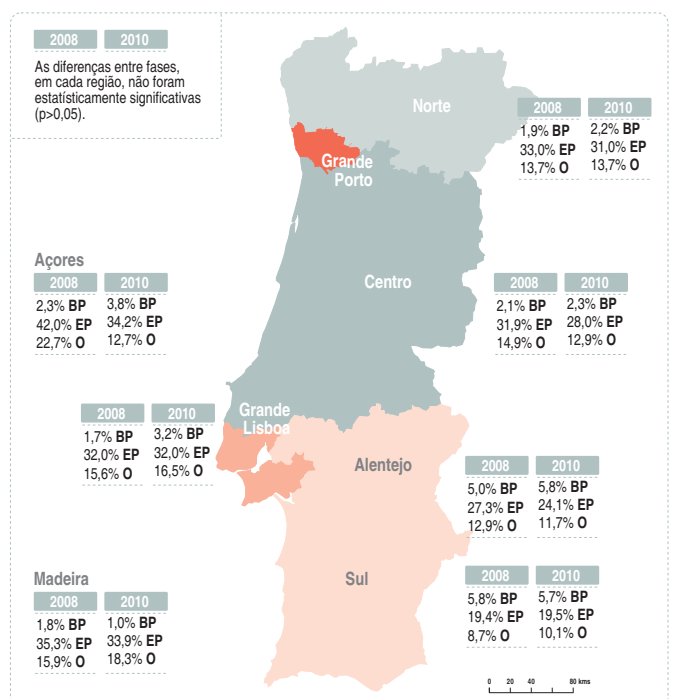 2008 2010
As diferenças entre fases,
em cada região, não foram
estatísticamente significativas
(p>0,05).
Norte
2008 2010
1,9% BP 2,2% BP
33,0% EP 31,0% EP
13,7% O 13,7% O
Grande
Porto
Açores
2008 2010
2,3% BP 3,8% BP
42,0% EP 34,2% EP
22,7% O 12,7% O
Centro
2008 2010
2,1% BP 2,3% BP
31,9% EP 28,0% EP
14,9% O 12,9% O
Grande
Lisboa
2008 2010
1,7% BP 3,2% BP
32,0% EP 32,0% EP
15,6% O 16,5% O
Alentejo
2008 2010
5,0% BP 5,8% BP
27,3% EP 24,1% EP
12,9% O 11,7% O
Sul
2008 2010
5,8% BP 5,7% BP
19,4% EP 19,5% EP
8,7% O 10,1% O
Madeira
2008 2010
1,8% BP 1,0% BP
35,3% EP 33,9% EP
15,9% O 18,3% O
0 20 40 80 kms